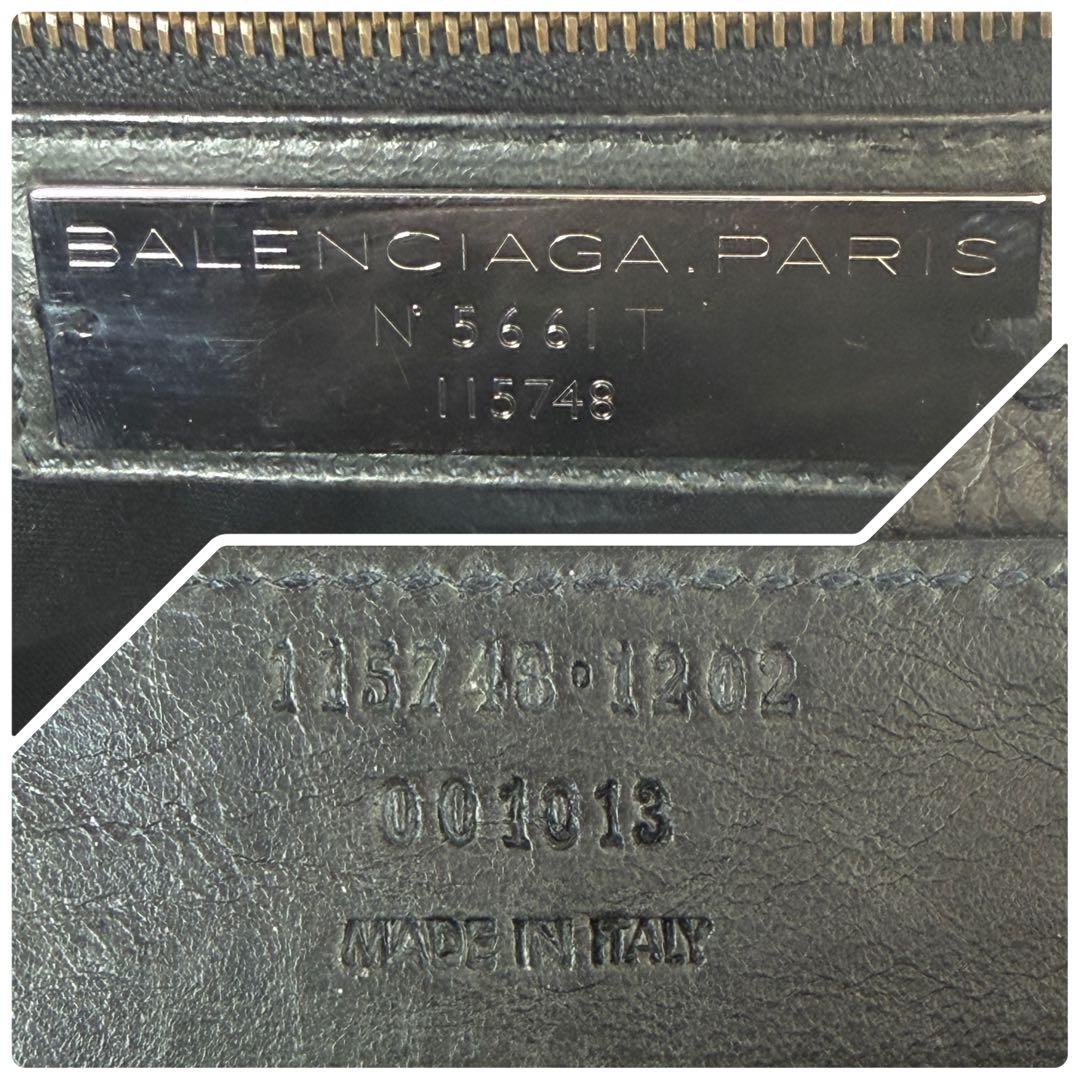 BALENCIAGA.PARIS
N° 5661T
115748
115748·1202
001013
MADE IN ITALY